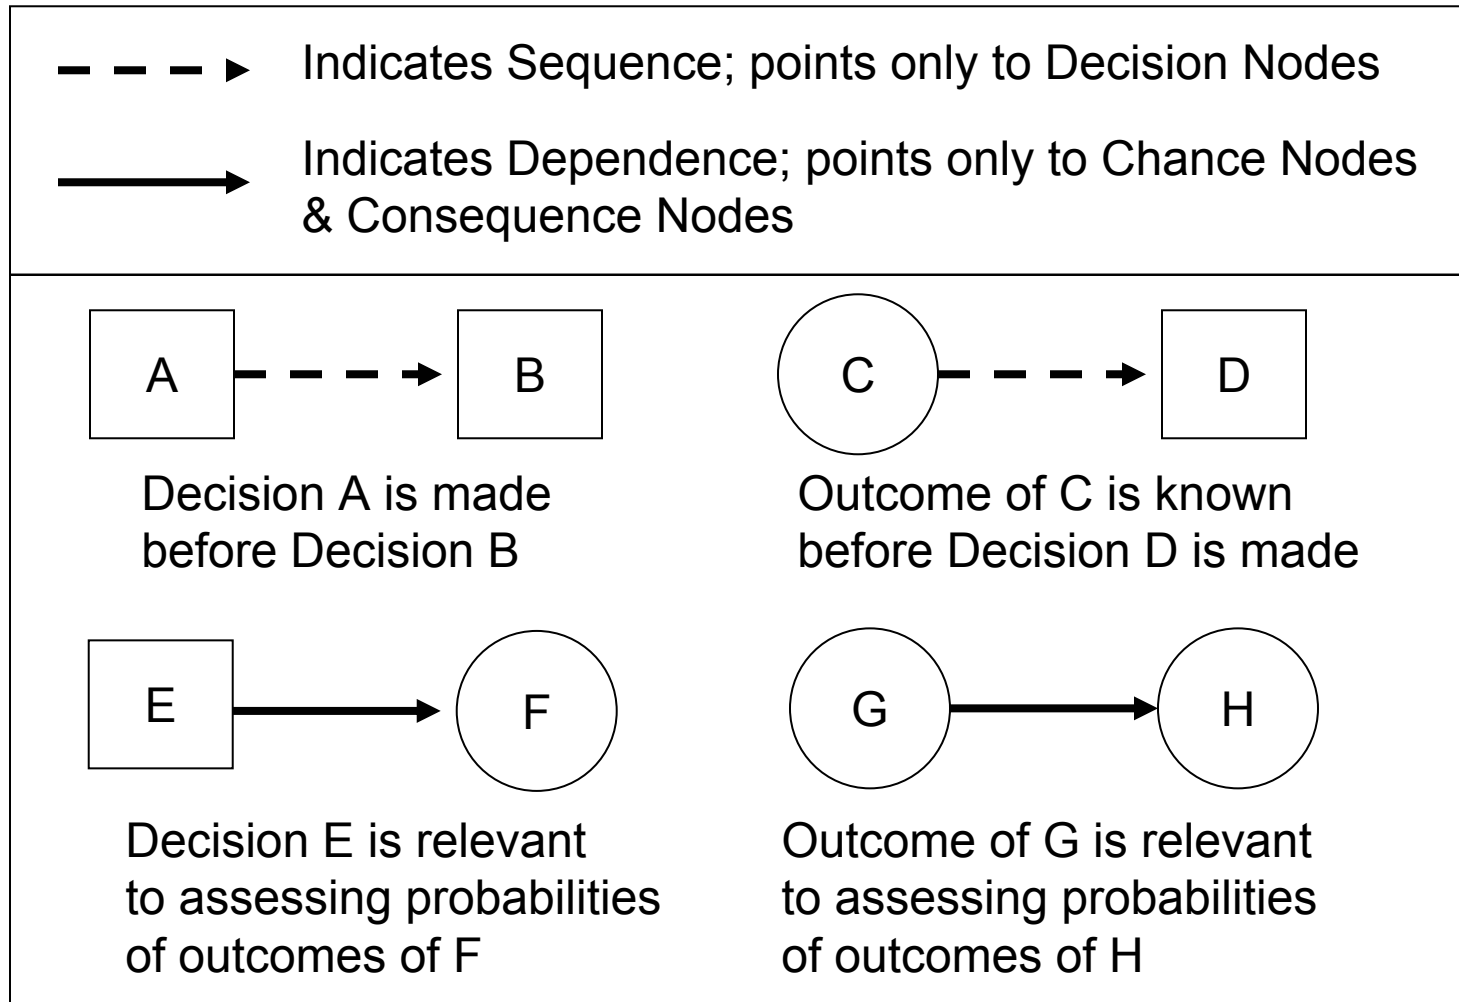 Indicates Sequence; points only to Decision Nodes
Indicates Dependence; points only to Chance Nodes
& Consequence Nodes
A
B
C
D
Decision A is made
before Decision B
Outcome of C is known
before Decision D is made
E
F
G
H
Decision E is relevant
to assessing probabilities
of outcomes of F
Outcome of G is relevant
to assessing probabilities
of outcomes of H